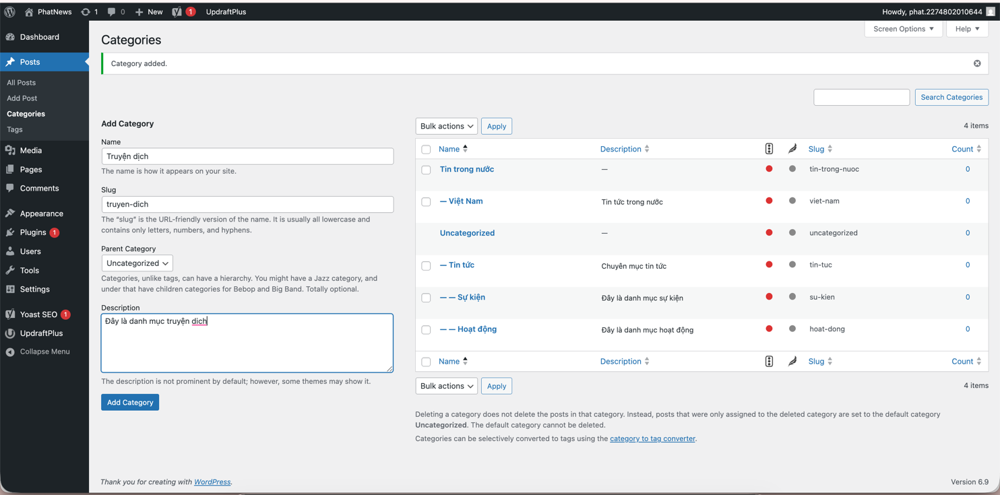 PhatNews 1 0 New 1 UpdraftPlus Howdy, phat.2274802010644
Dashboard
Posts
All Posts
Add Post
Categories
Tags
Media
Pages
Comments
Appearance
Plugins 1
Users
Tools
Settings
Yoast SEO 1
UpdraftPlus
Collapse Menu
Screen Options Help
Categories
Category added.
Search Categories
Add Category
Name
Truyện dịch
The name is how it appears on your site.
Slug
truyen-dich
The “slug” is the URL-friendly version of the name. It is usually all lowercase and
contains only letters, numbers, and hyphens.
Parent Category
Uncategorized
Categories, unlike tags, can have a hierarchy. You might have a Jazz category, and
under that have children categories for Bebop and Big Band. Totally optional.
Description
Đây là danh mục truyện dich
The description is not prominent by default; however, some themes may show it.
Add Category
Bulk actions Apply 4 items
Name Description Slug Count
Tin trong nước — tin-trong-nuoc 0
— Việt Nam Tin tức trong nước viet-nam 0
Uncategorized — uncategorized 0
— Tin tức Chuyên mục tin tức tin-tuc 0
— — Sự kiện Đây là danh mục sự kiện su-kien 0
— — Hoạt động Đây là danh mục hoạt động hoat-dong 0
Name Description Slug Count
Bulk actions Apply 4 items
Deleting a category does not delete the posts in that category. Instead, posts that were only assigned to the deleted category are set to the default category
Uncategorized. The default category cannot be deleted.
Categories can be selectively converted to tags using the category to tag converter.
Thank you for creating with WordPress. Version 6.9